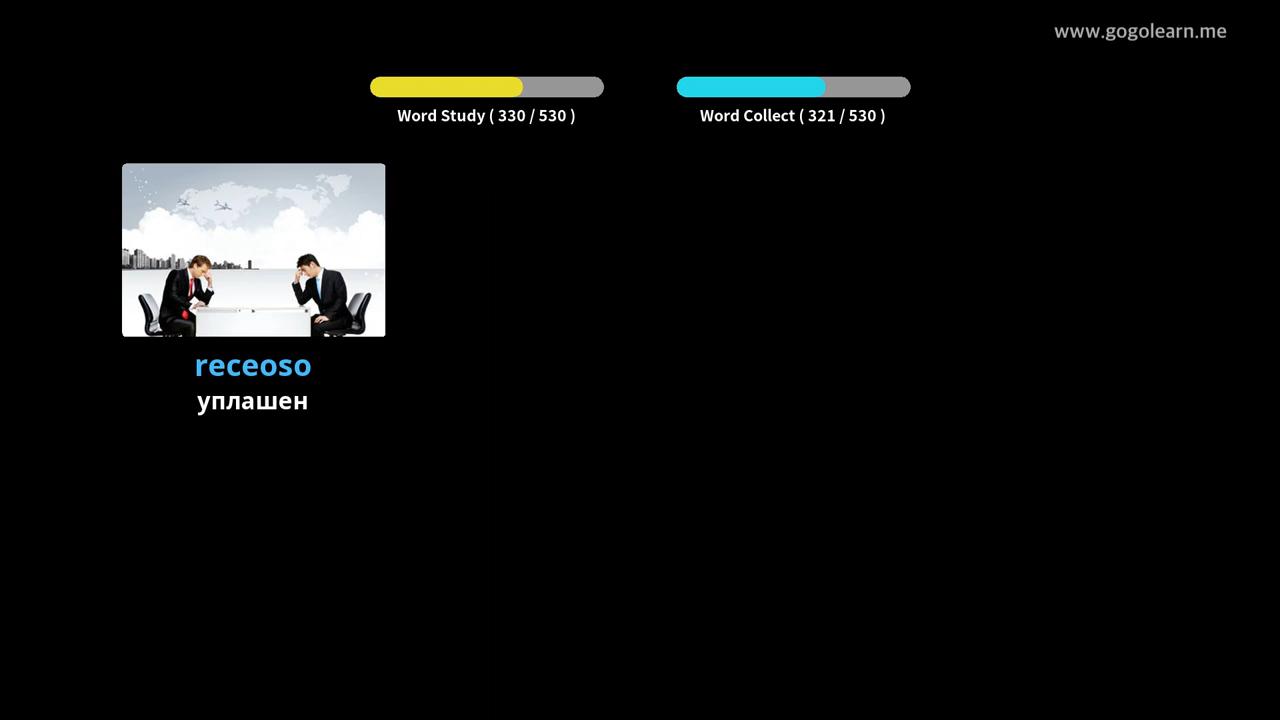 www.gogolearn.me
Word Study ( 330 / 530 )
Word Collect ( 321 / 530 )
receoso
уплашен